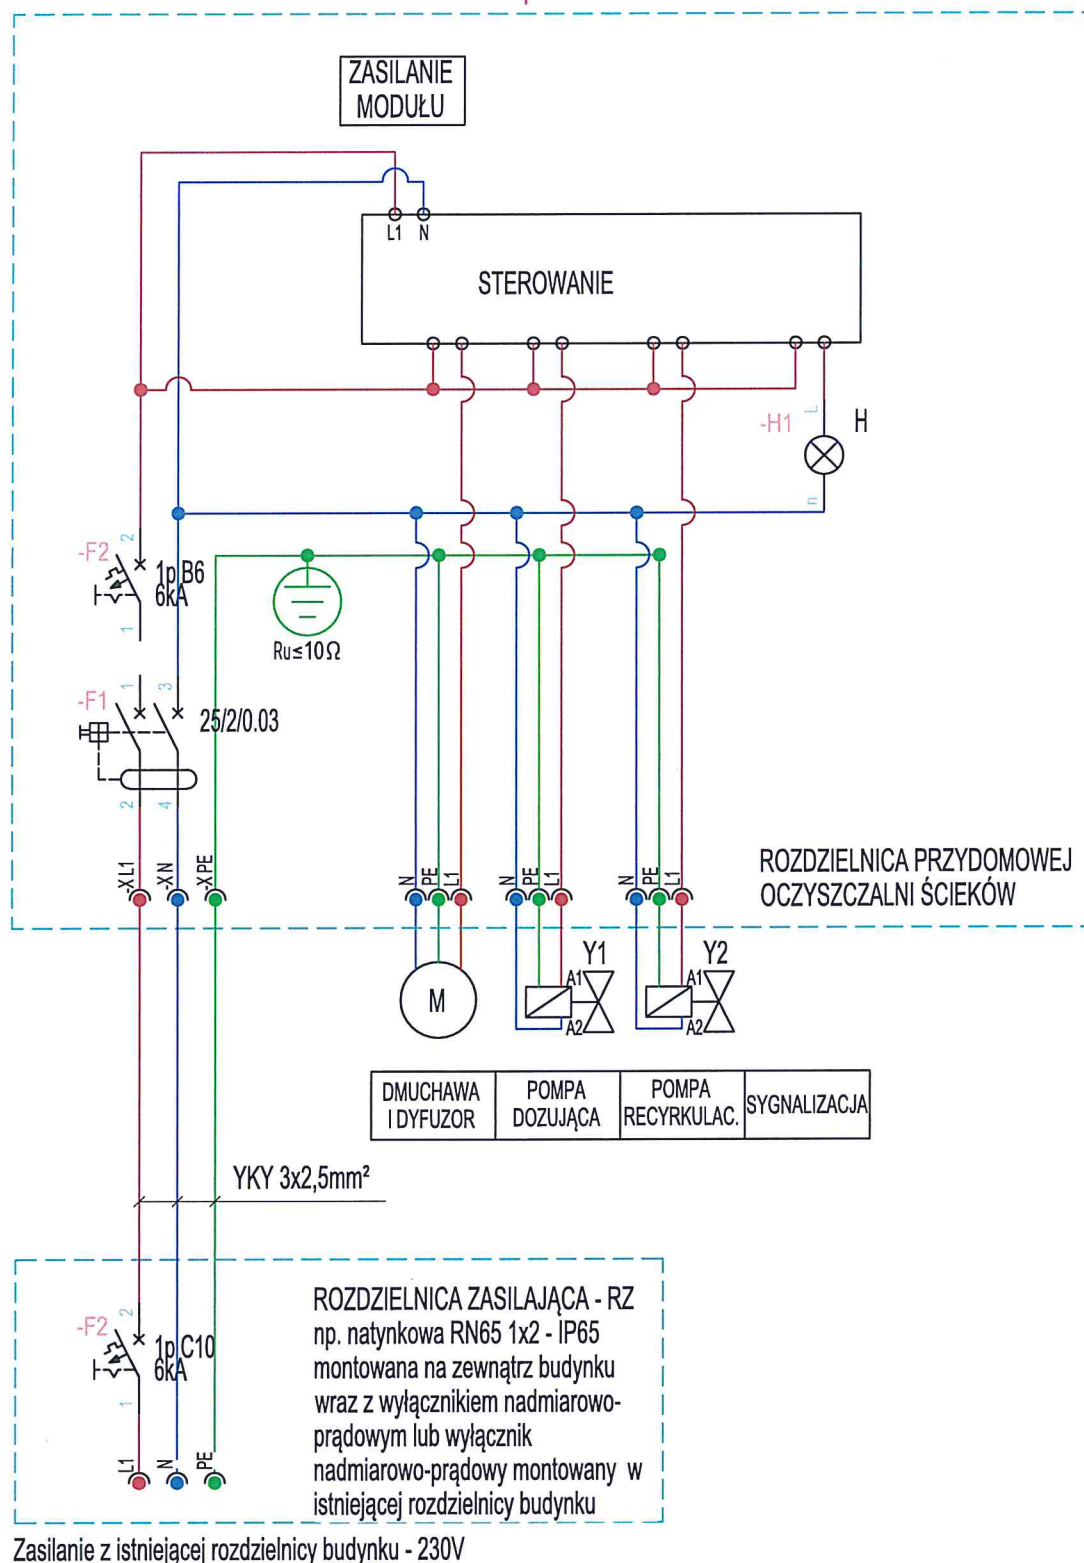 ZASILANIE
MODUŁU
L1 N
STEROWANIE
-H1 L H
n
-F2 2
1p B6
6kA
1
Ru≤10Ω
-F1 1 3
25/2/0.03
2 4
-X L1 -X N -X PE
N PE L1 N PE L1 N PE L1
ROZDZIELNICA PRZYDOMOWEJ
OCZYSZCZALNI ŚCIEKÓW
M
A1 Y1
A2
A1 Y2
A2
DMUCHAWA
I DYFUZOR
POMPA
DOZUJĄCA
POMPA
RECYRKULAC.
SYGNALIZACJA
YKY 3x2,5mm²
-F2 2
1p C10
6kA
1
L1 N PE
ROZDZIELNICA ZASILAJĄCA - RZ
np. natynkowa RN65 1x2 - IP65
montowana na zewnątrz budynku
wraz z wyłącznikiem nadmiarowo-
prądowym lub wyłącznik
nadmiarowo-prądowy montowany w
istniejącej rozdzielnicy budynku
Zasilanie z istniejącej rozdzielnicy budynku - 230V